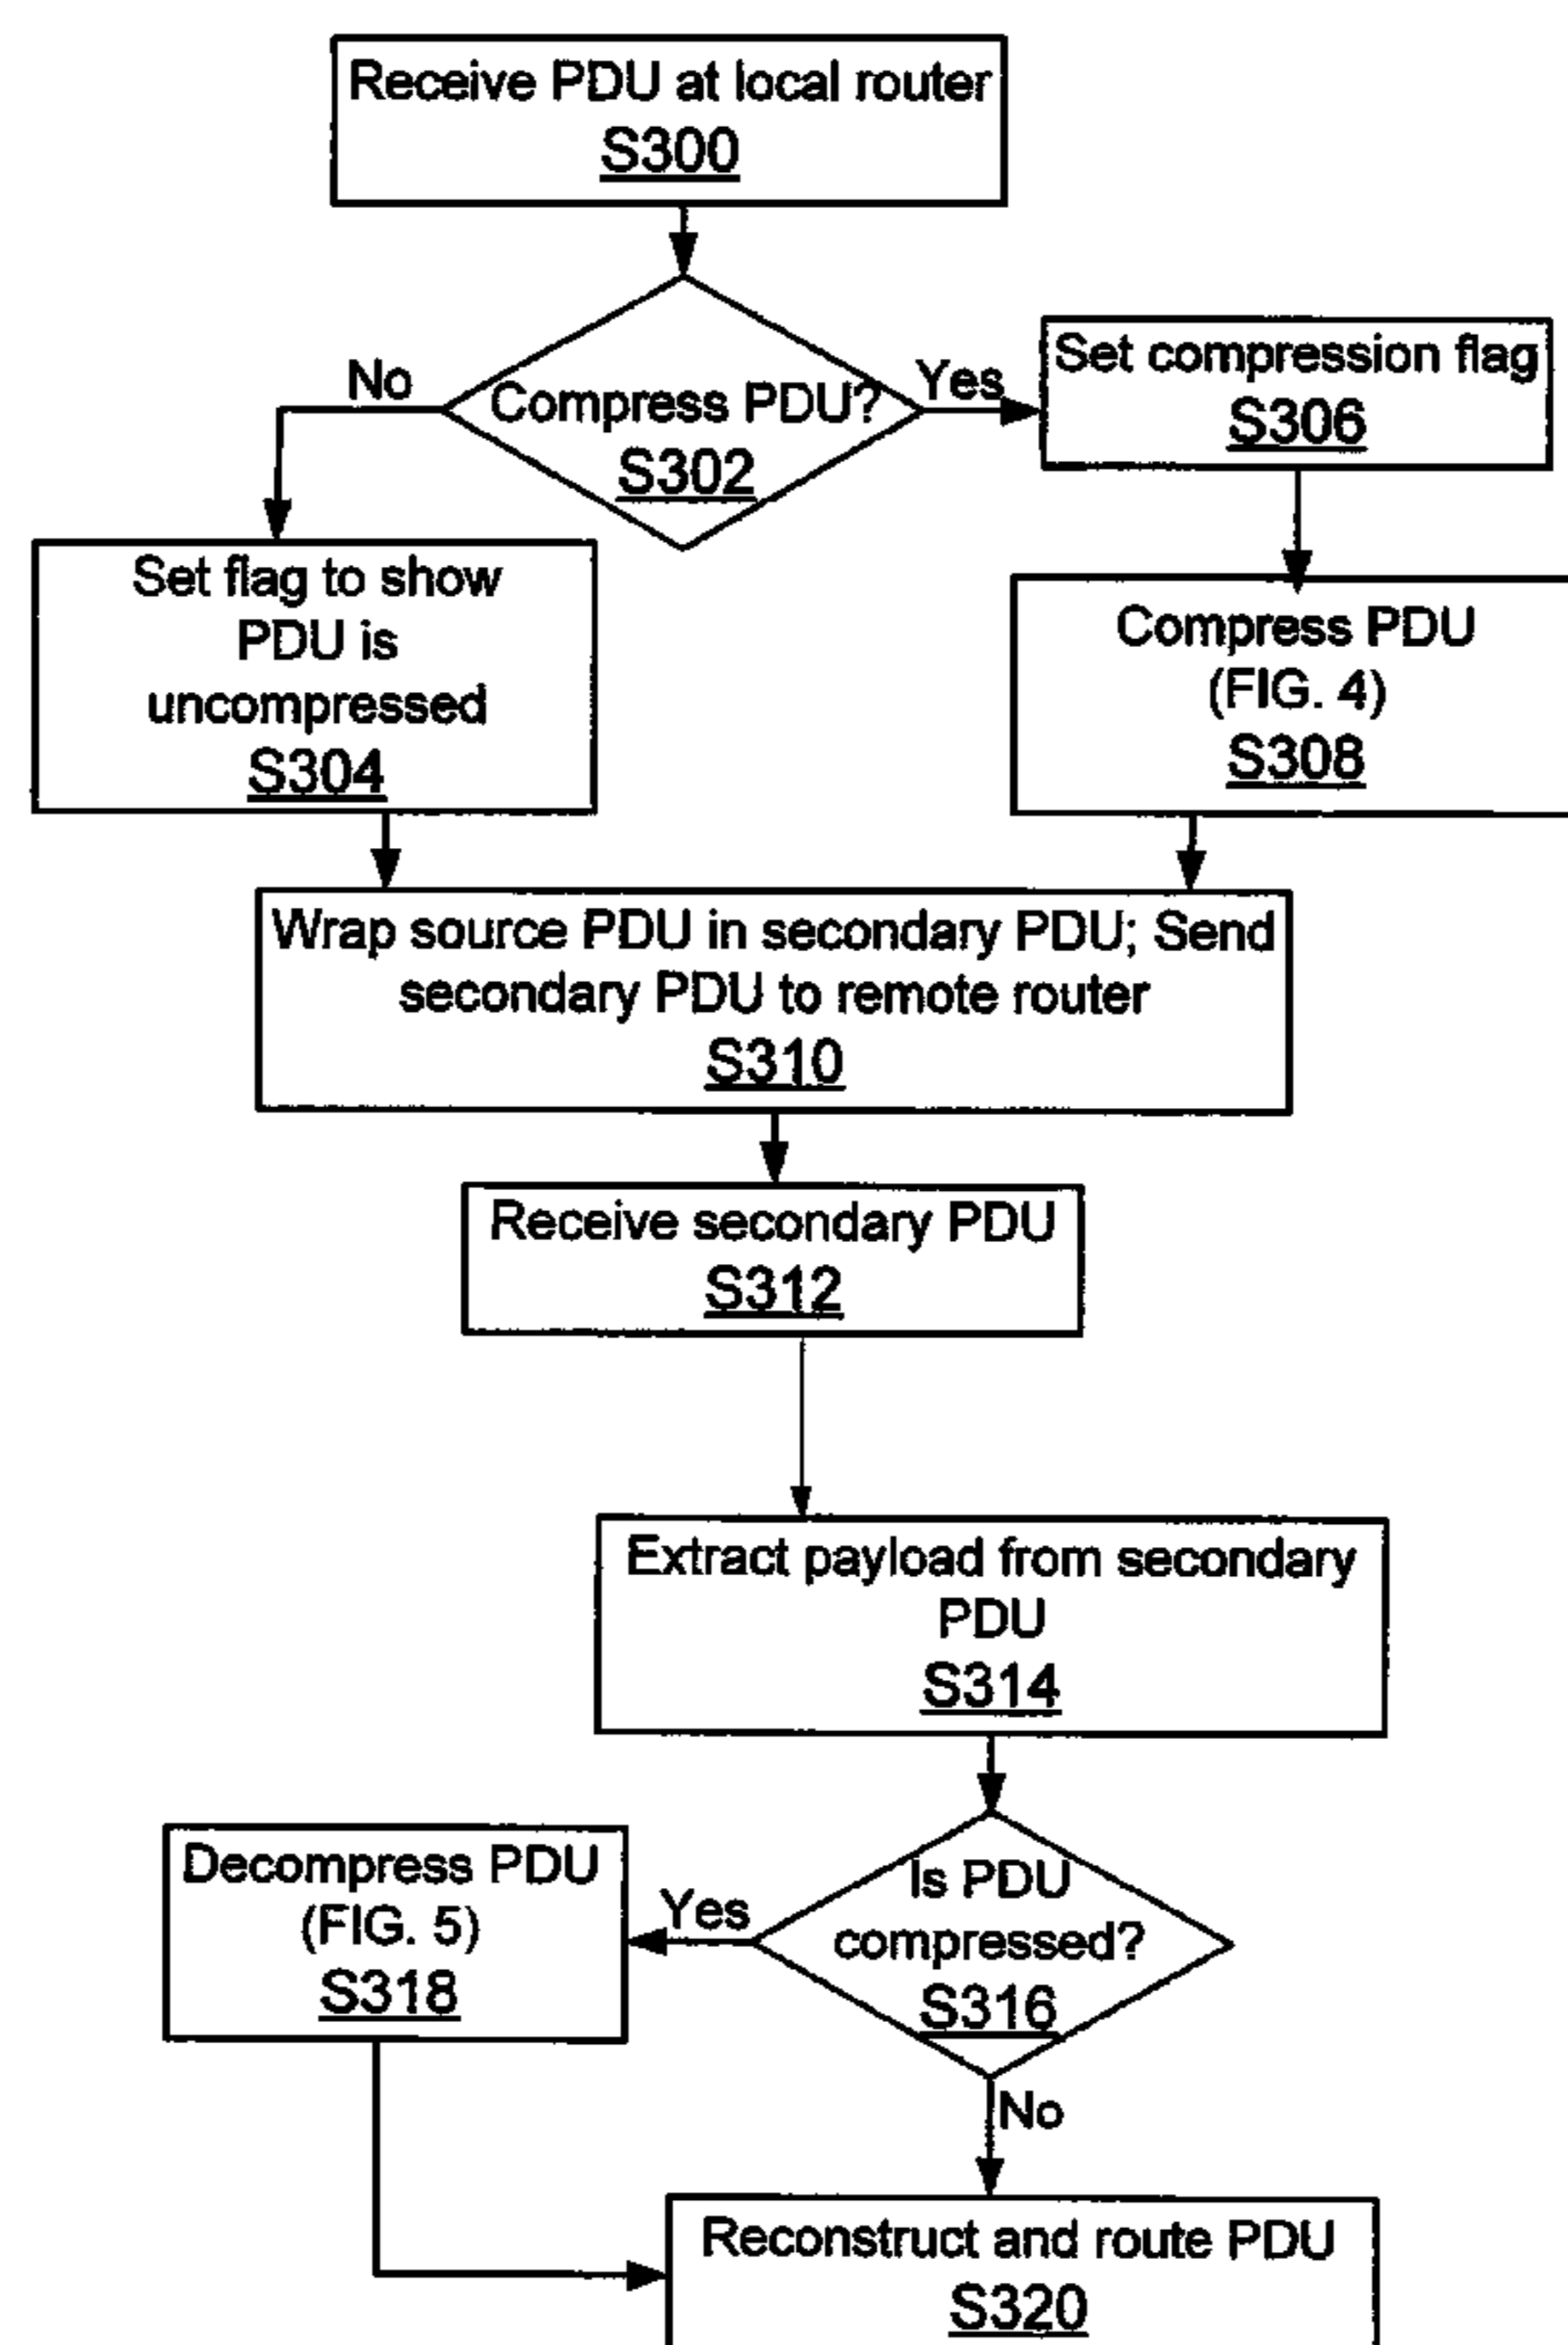 Receive PDU at local router
S300
Compress PDU?
S302
No
Yes
Set compression flag
S306
Set flag to show
PDU is
uncompressed
S304
Compress PDU
(FIG. 4)
S308
Wrap source PDU in secondary PDU; Send
secondary PDU to remote router
S310
Receive secondary PDU
S312
Extract payload from secondary
PDU
S314
Is PDU
compressed?
S316
Yes
Decompress PDU
(FIG. 5)
S318
No
Reconstruct and route PDU
S320